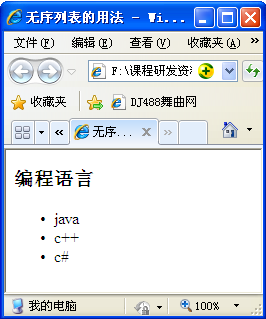 无序列表的用法 - Wi...
文件(F) 编辑(E) 查看(V) 收藏夹(A) »
F:\课程研发资
收藏夹 DJ488舞曲网
无序...
编程语言
java
c++
c#
我的电脑 100%